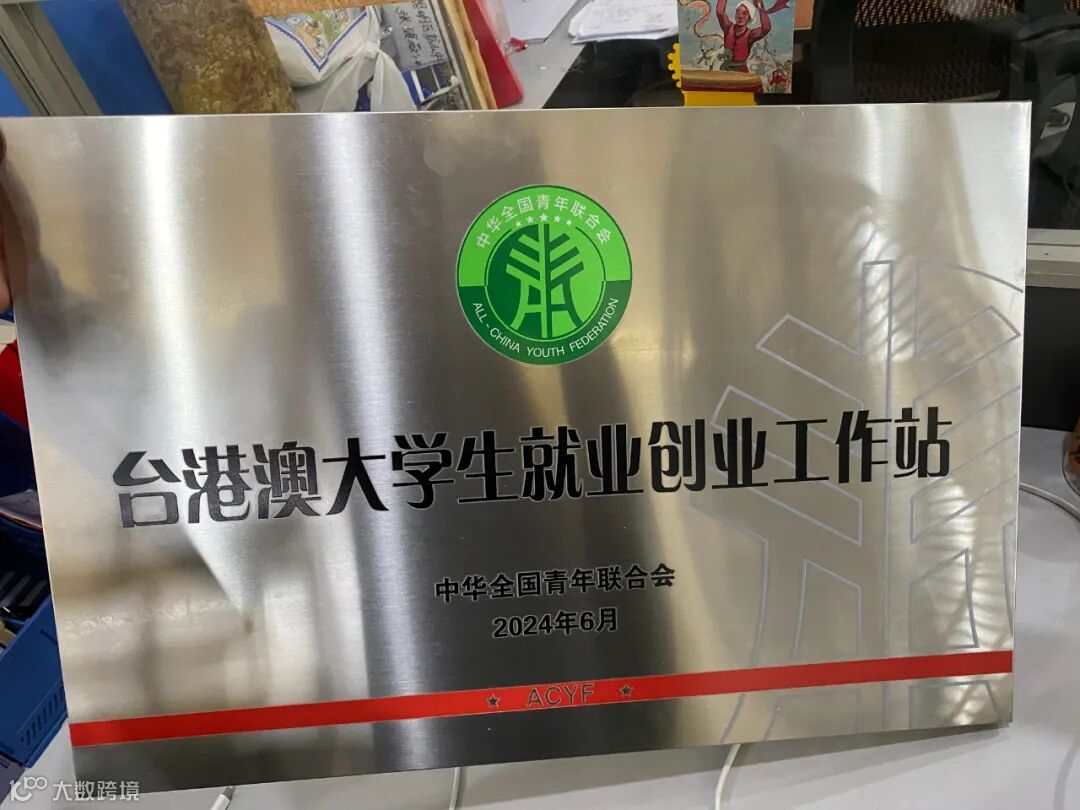 中华全国青年联合会
ALL-CHINA YOUTH FEDERATION
台港澳大学生就业创业工作站
中华全国青年联合会
2024年6月
ACYF
大数跨境